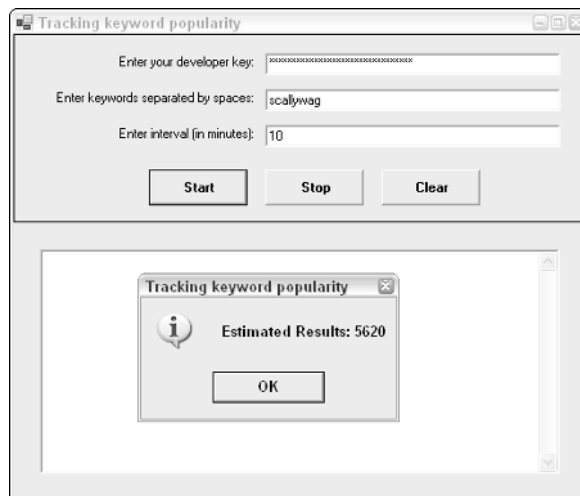 Tracking keyword popularity
Enter your developer key:
Enter keywords separated by spaces: scallywag
Enter interval (in minutes): 10
Start Stop Clear
Tracking keyword popularity
Estimated Results: 5620
OK